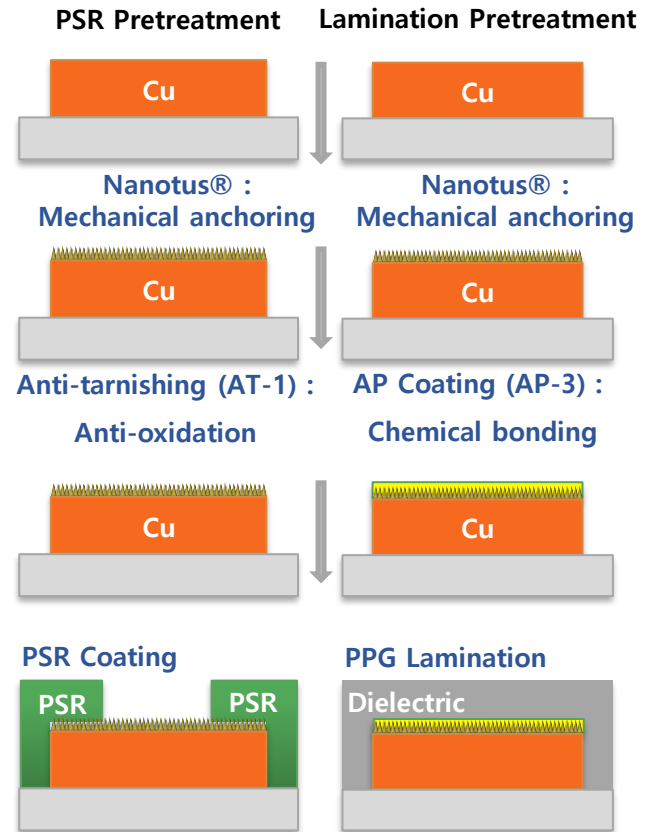 PSR Pretreatment
Lamination Pretreatment
Cu
Cu
Nanotus® :
Mechanical anchoring
Nanotus® :
Mechanical anchoring
Cu
Cu
Anti-tarnishing (AT-1) :
Anti-oxidation
AP Coating (AP-3) :
Chemical bonding
Cu
Cu
PSR Coating
PPG Lamination
PSR
PSR
Dielectric